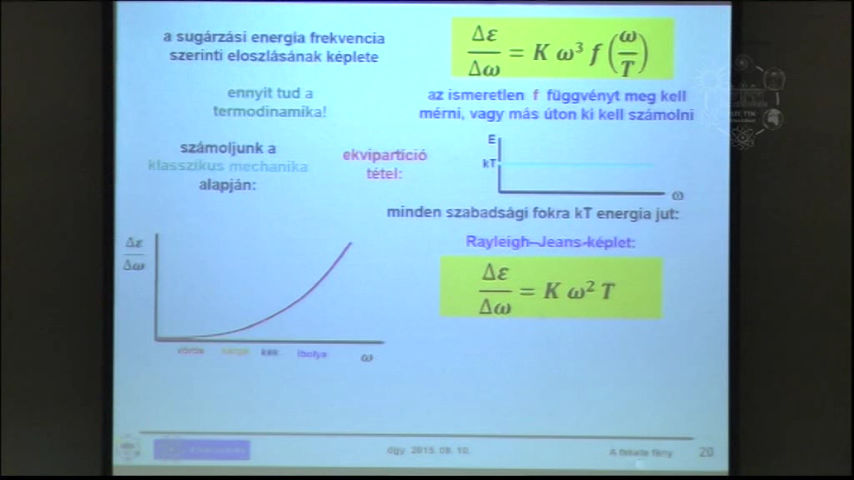 a sugárzási energia frekvencia
szerinti eloszlásának képlete
Δε/Δω = K ω³ f(ω/T)
ennyit tud a
termodinamika!
az ismeretlen f függvényt meg kell
mérni, vagy más úton ki kell számolni
számoljunk a
klasszikus mechanika
alapján:
ekvipartíció
tétel:
E
kT
ω
minden szabadsági fokra kT energia jut:
Δε/Δω
vörös sárga kék ibolya ω
Rayleigh–Jeans-képlet:
Δε/Δω = K ω² T
dgy 2015. 09. 10.
A fekete fény
20